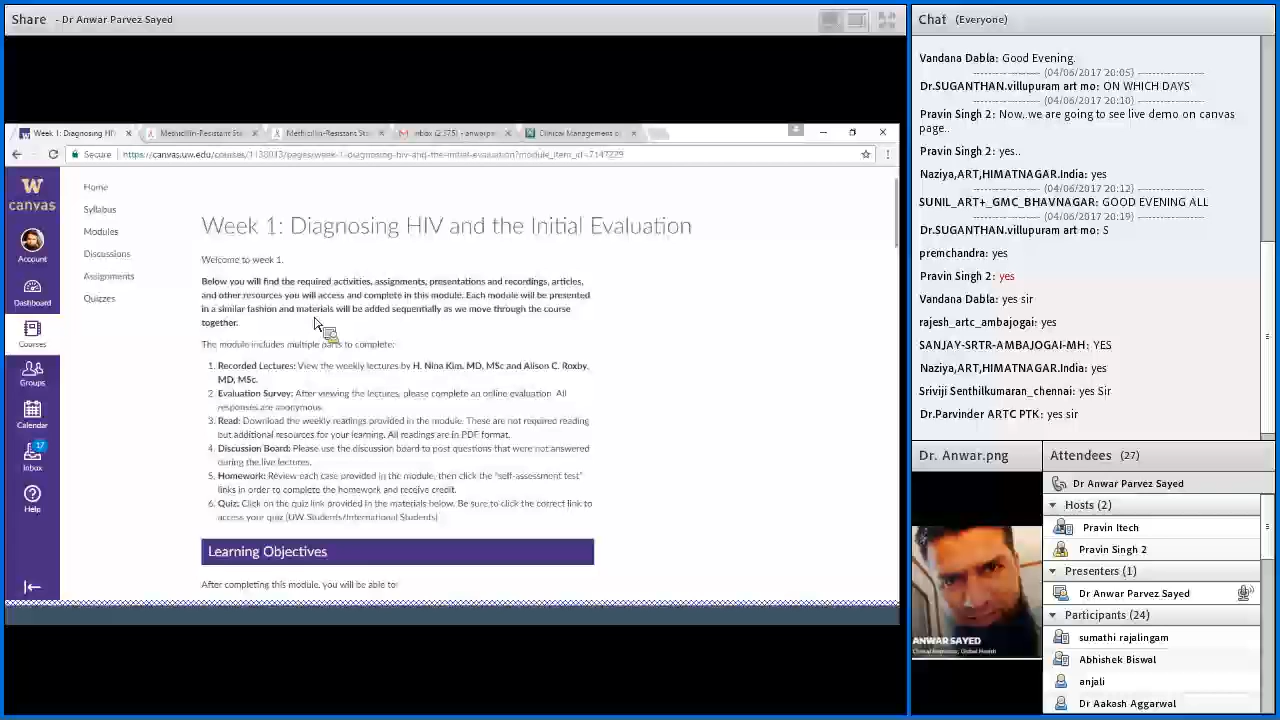 Share - Dr Anwar Parvez Sayed
Week 1: Diagnosing HIV
Methicillin-Resistant Sta
Methicillin-Resistant Sta
Inbox (2,375) - anwarpa
Clinical Management o
Secure
https://canvas.uw.edu/courses/1138013/pages/week-1-diagnosing-hiv-and-the-initial-evaluation?module_item_id=7147229
W
canvas
Account
Dashboard
Courses
Groups
Calendar
17
Inbox
Help
Home
Syllabus
Modules
Discussions
Assignments
Quizzes
Week 1: Diagnosing HIV and the Initial Evaluation
Welcome to week 1.
Below you will find the required activities, assignments, presentations and recordings, articles,
and other resources you will access and complete in this module. Each module will be presented
in a similar fashion and materials will be added sequentially as we move through the course
together.
The module includes multiple parts to complete:
1. Recorded Lectures: View the weekly lectures by H. Nina Kim, MD, MSc and Alison C. Roxby,
MD, MSc.
2. Evaluation Survey: After viewing the lectures, please complete an online evaluation. All
responses are anonymous.
3. Read: Download the weekly readings provided in the module. These are not required reading
but additional resources for your learning. All readings are in PDF format.
4. Discussion Board: Please use the discussion board to post questions that were not answered
during the live lectures.
5. Homework: Review each case provided in the module, then click the "self-assessment test"
links in order to complete the homework and receive credit.
6. Quiz: Click on the quiz link provided in the materials below. Be sure to click the correct link to
access your quiz (UW Students/International Students)
Learning Objectives
After completing this module, you will be able to:
Chat (Everyone)
Vandana Dabla: Good Evening.
------------------ (04/06/2017 20:05) ------------------
Dr.SUGANTHAN.villupuram art mo: ON WHICH DAYS
------------------ (04/06/2017 20:10) ------------------
Pravin Singh 2: Now..we are going to see live demo on canvas
page..
Pravin Singh 2: yes..
Naziya,ART,HIMATNAGAR.India: yes
------------------ (04/06/2017 20:12) ------------------
SUNIL_ART+_GMC_BHAVNAGAR: GOOD EVENING ALL
------------------ (04/06/2017 20:19) ------------------
Dr.SUGANTHAN.villupuram art mo: S
premchandra: yes
Pravin Singh 2: yes
Vandana Dabla: yes sir
rajesh_artc_ambajogai: yes
SANJAY-SRTR-AMBAJOGAI-MH: YES
Naziya,ART,HIMATNAGAR.India: yes
Sriviji Senthilkumaran_chennai: yes Sir
Dr.Parvinder ARTC PTK: yes sir
Dr. Anwar.png
ANWAR SAYED
Attendees (27)
Dr Anwar Parvez Sayed
Hosts (2)
Pravin Itech
Pravin Singh 2
Presenters (1)
Dr Anwar Parvez Sayed
Participants (24)
sumathi rajalingam
Abhishek Biswal
anjali
Dr Aakash Aggarwal